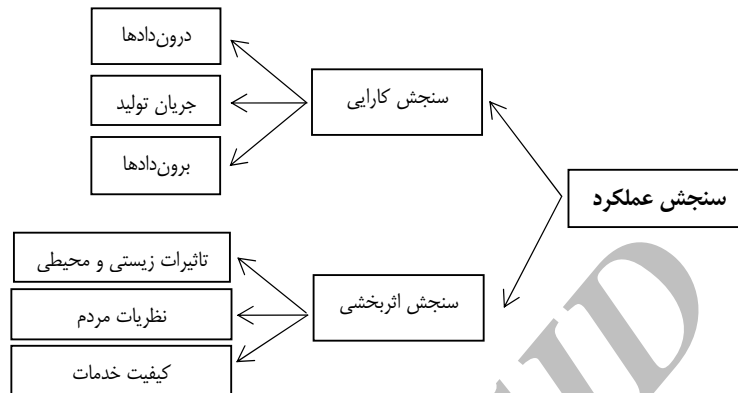 سنجش عملکرد
سنجش کارایی
درون‌دادها
جریان تولید
برون‌دادها
سنجش اثربخشی
تاثیرات زیستی و محیطی
نظریات مردم
کیفیت خدمات